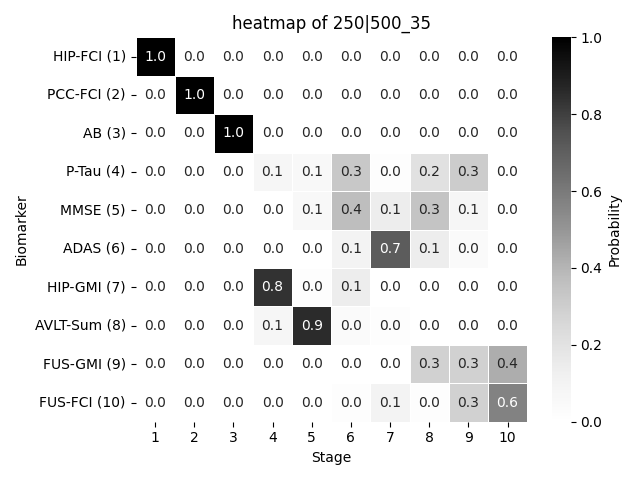 heatmap of 250|500_35
HIP-FCI (1) 1.0 0.0 0.0 0.0 0.0 0.0 0.0 0.0 0.0 0.0
PCC-FCI (2) 0.0 1.0 0.0 0.0 0.0 0.0 0.0 0.0 0.0 0.0
AB (3) 0.0 0.0 1.0 0.0 0.0 0.0 0.0 0.0 0.0 0.0
P-Tau (4) 0.0 0.0 0.0 0.1 0.1 0.3 0.0 0.2 0.3 0.0
MMSE (5) 0.0 0.0 0.0 0.0 0.1 0.4 0.1 0.3 0.1 0.0
ADAS (6) 0.0 0.0 0.0 0.0 0.0 0.1 0.7 0.1 0.0 0.0
HIP-GMI (7) 0.0 0.0 0.0 0.8 0.0 0.1 0.0 0.0 0.0 0.0
AVLT-Sum (8) 0.0 0.0 0.0 0.1 0.9 0.0 0.0 0.0 0.0 0.0
FUS-GMI (9) 0.0 0.0 0.0 0.0 0.0 0.0 0.0 0.3 0.3 0.4
FUS-FCI (10) 0.0 0.0 0.0 0.0 0.0 0.0 0.1 0.0 0.3 0.6
1 2 3 4 5 6 7 8 9 10
Stage
Biomarker
1.0
0.8
0.6
0.4
0.2
0.0
Probability